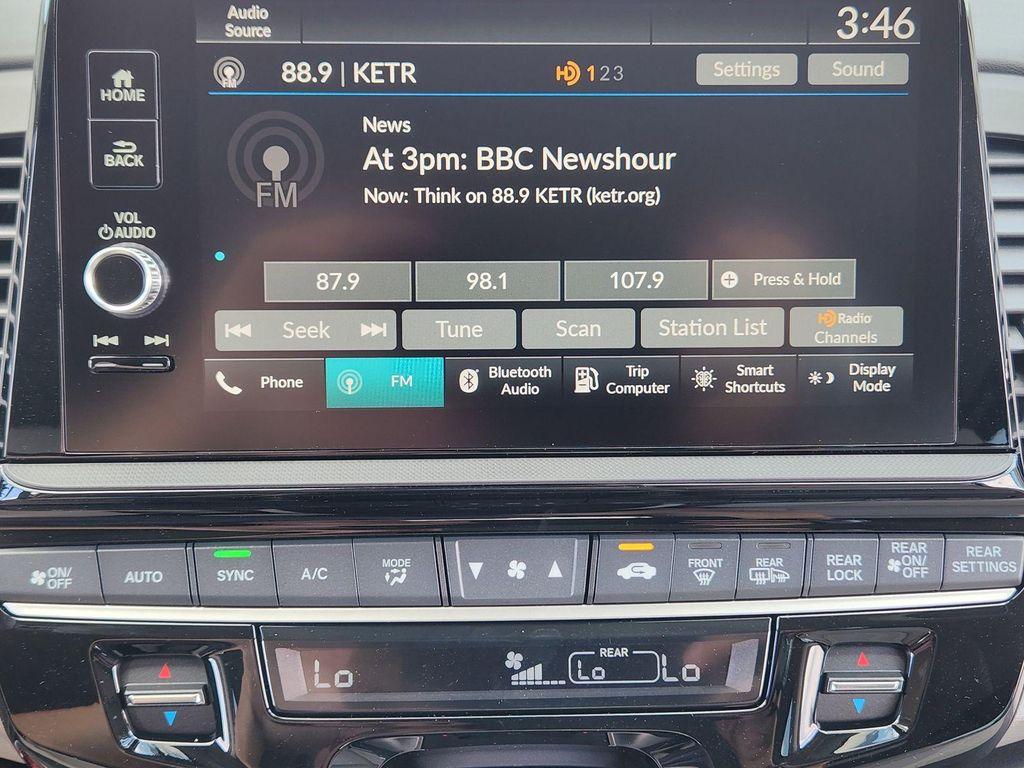 Audio
Source
3:46
FM
88.9 | KETR
HD 1 2 3
Settings
Sound
HOME
BACK
VOL
AUDIO
FM
News
At 3pm: BBC Newshour
Now: Think on 88.9 KETR (ketr.org)
87.9
98.1
107.9
Press & Hold
Seek
Tune
Scan
Station List
HD Radio
Channels
Phone
FM
Bluetooth
Audio
Trip
Computer
Smart
Shortcuts
Display
Mode
ON/
OFF
AUTO
SYNC
A/C
MODE
FRONT
REAR
REAR
LOCK
REAR
ON/
OFF
REAR
SETTINGS
Lo
REAR
Lo
Lo